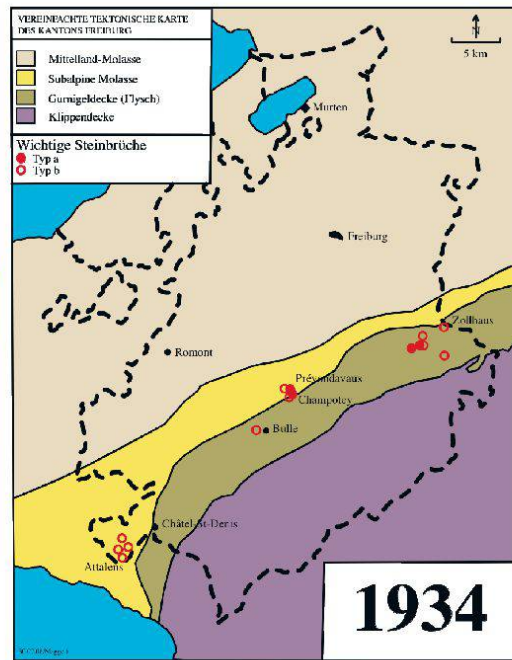 VEREINFACHTE TEKTONISCHE KARTE
DES KANTONS FREIBURG
Mittelland-Molasse
Subalpine Molasse
Gurnigeldecke (Flysch)
Klippendecke
Wichtige Steinbrüche
Typ a
Typ b
N
5 km
Murten
Freiburg
Zollhaus
Romont
Prévondavaux
Champotey
Bulle
Châtel-St-Denis
Attalens
1934